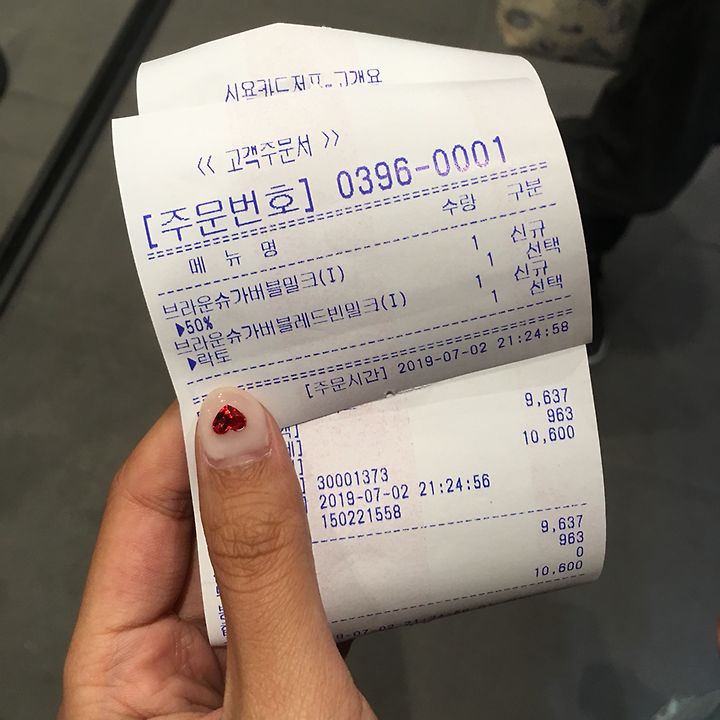 << 고객주문서 >>
[주문번호] 0396-0001
메 뉴 명 수량 구분
브라운슈가버블밀크(I) 1 신규
▶50% 1 선택
브라운슈가버블레드빈밀크(I) 1 신규
▶락토 1 선택
[주문시간] 2019-07-02 21:24:58
9,637
963
10,600
30001373
2019-07-02 21:24:56
150221558
9,637
963
0
10,600